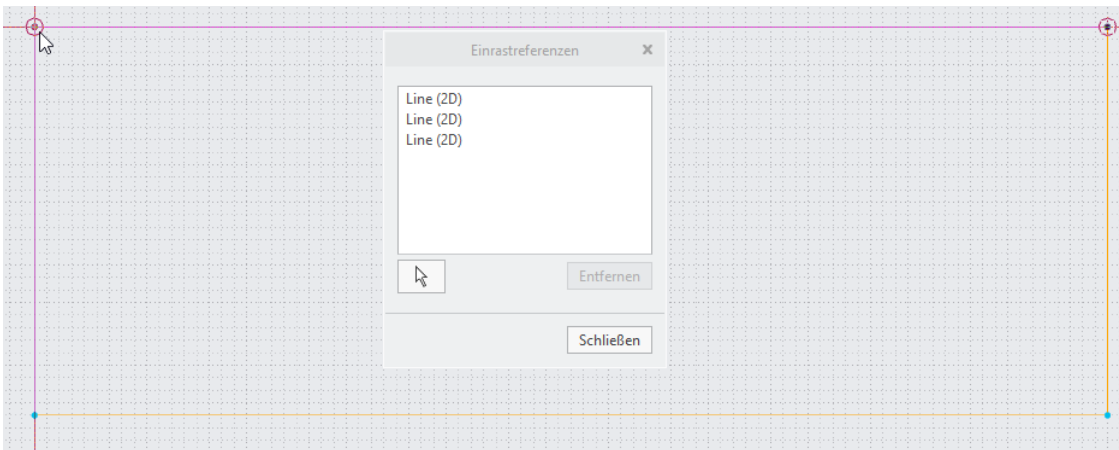 Einrastreferenzen
Line (2D)
Line (2D)
Line (2D)
Entfernen
Schließen